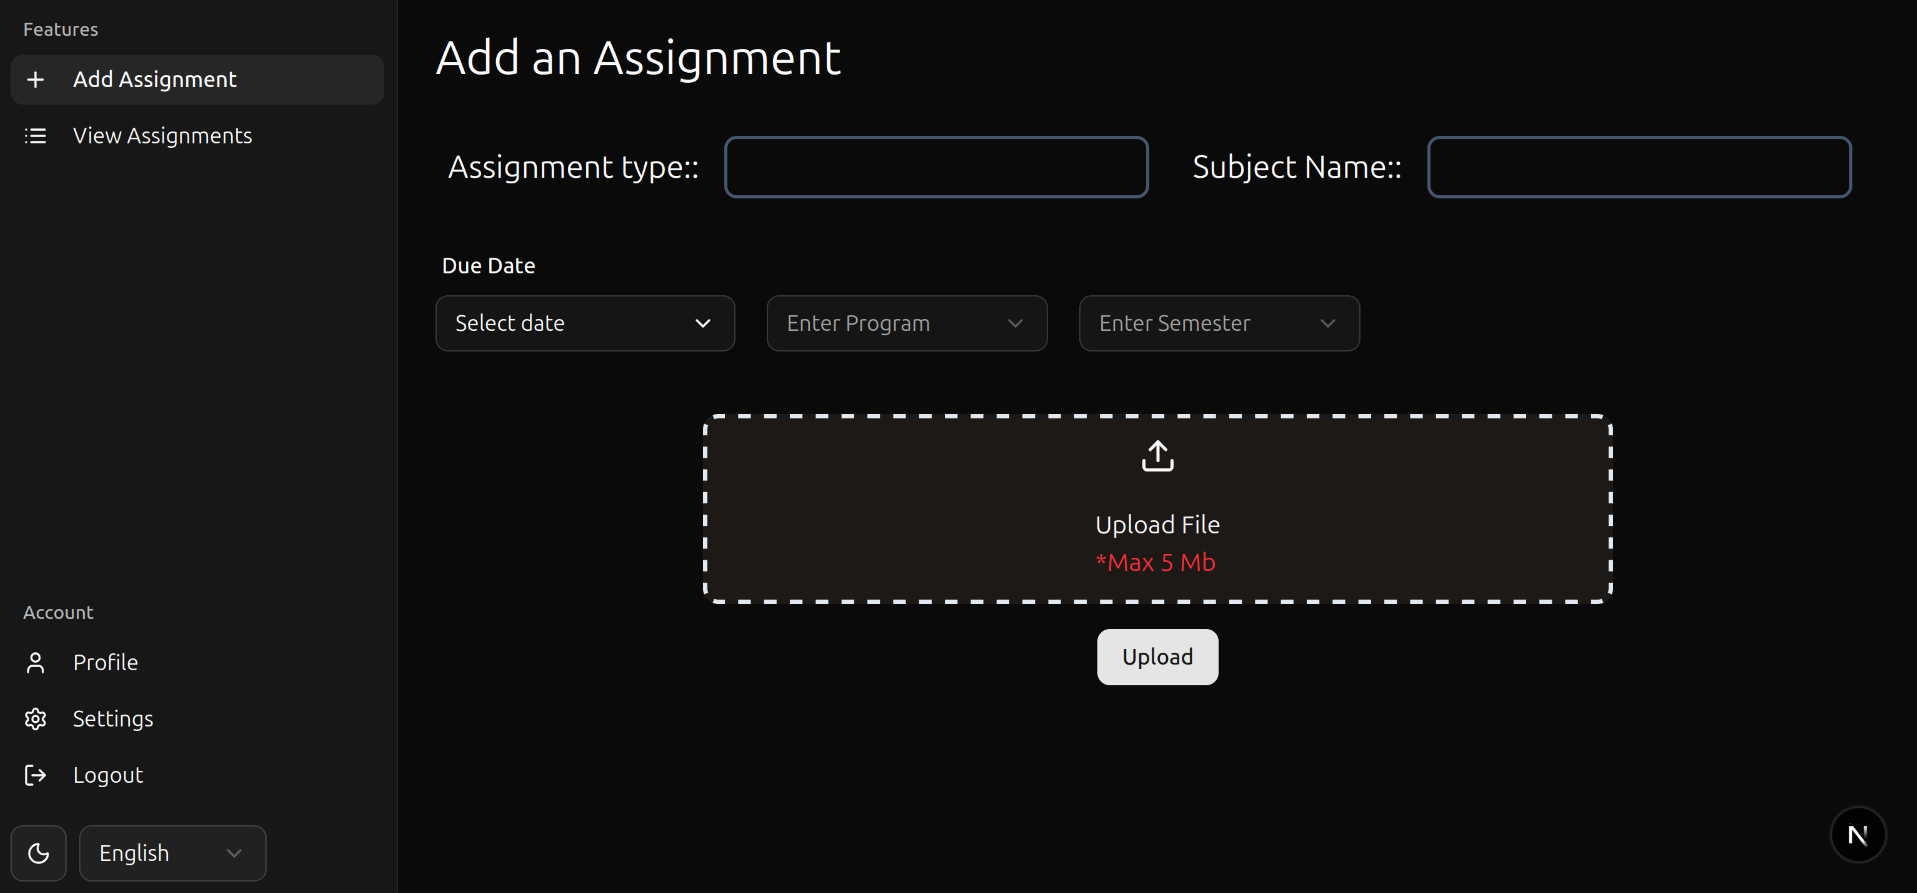 Features
Add Assignment
View Assignments
Account
Profile
Settings
Logout
English
Add an Assignment
Assignment type::
Subject Name::
Due Date
Select date
Enter Program
Enter Semester
Upload File
*Max 5 Mb
Upload
N